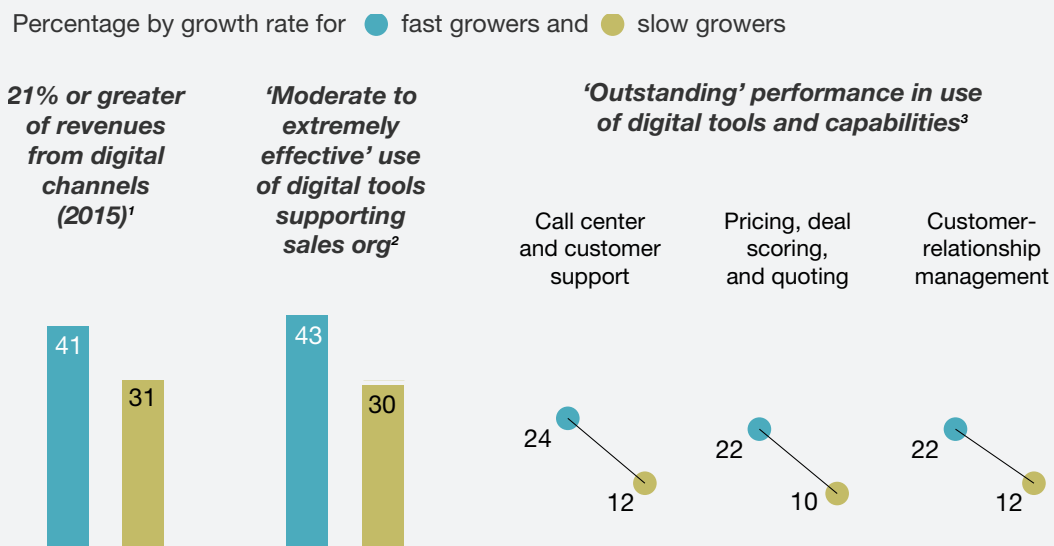 Percentage by growth rate for fast growers and slow growers
21% or greater
of revenues
from digital
channels
(2015)¹
‘Moderate to
extremely
effective’ use
of digital tools
supporting
sales org²
‘Outstanding’ performance in use
of digital tools and capabilities³
Call center
and customer
support
Pricing, deal
scoring,
and quoting
Customer-
relationship
management
41
31
43
30
24
12
22
10
22
12